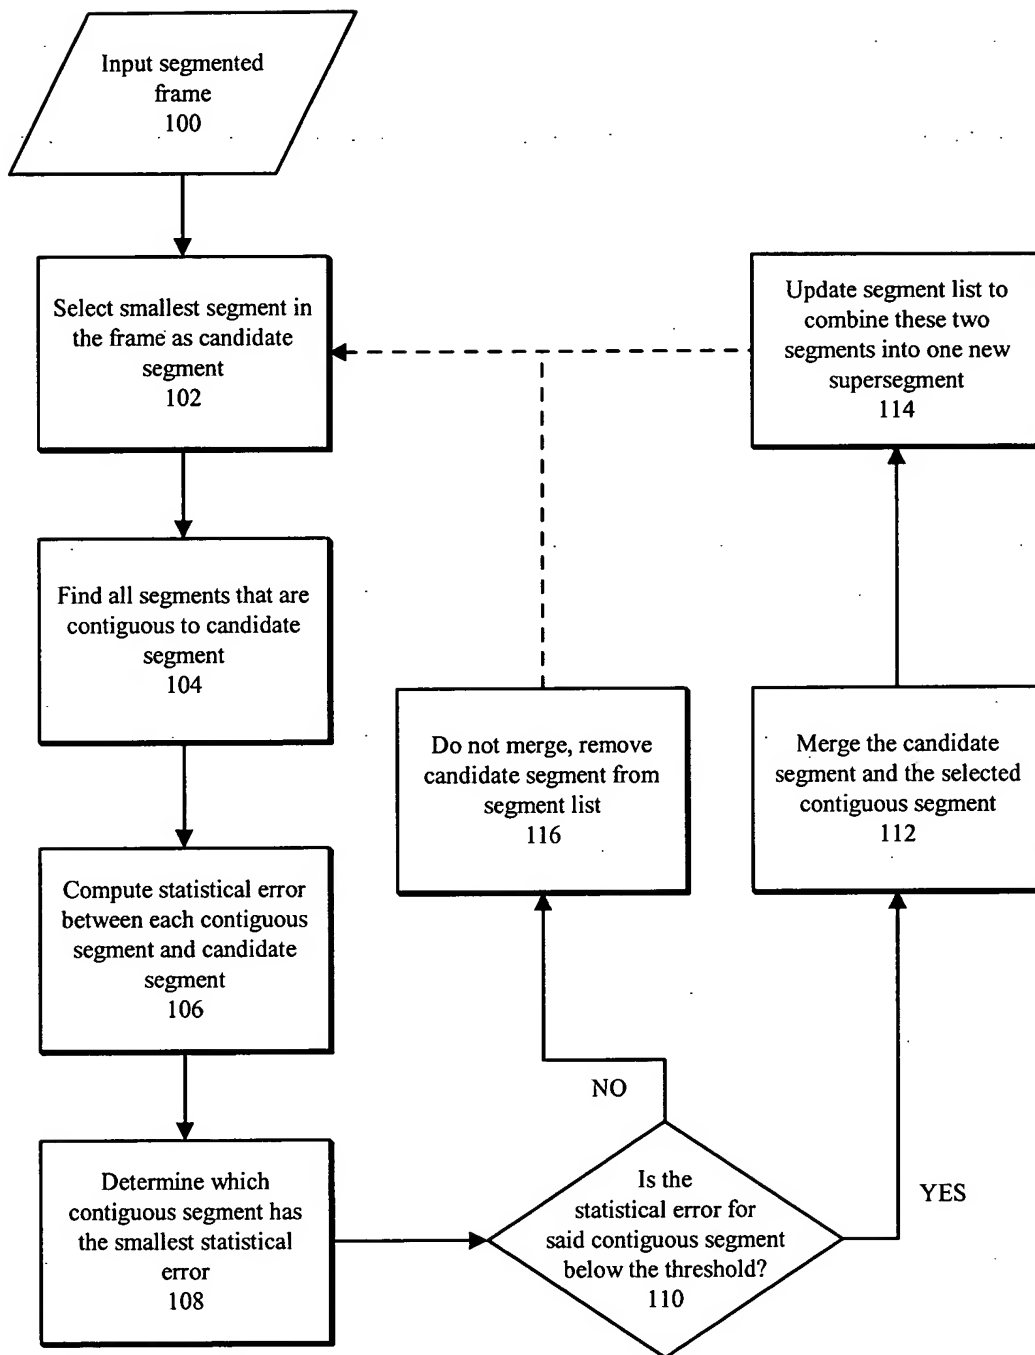 Input segmented
frame
100
Select smallest segment in
the frame as candidate
segment
102
Find all segments that are
contiguous to candidate
segment
104
Compute statistical error
between each contiguous
segment and candidate
segment
106
Determine which
contiguous segment has
the smallest statistical
error
108
Is the
statistical error for
said contiguous segment
below the threshold?
110
NO
YES
Do not merge, remove
candidate segment from
segment list
116
Merge the candidate
segment and the selected
contiguous segment
112
Update segment list to
combine these two
segments into one new
supersegment
114